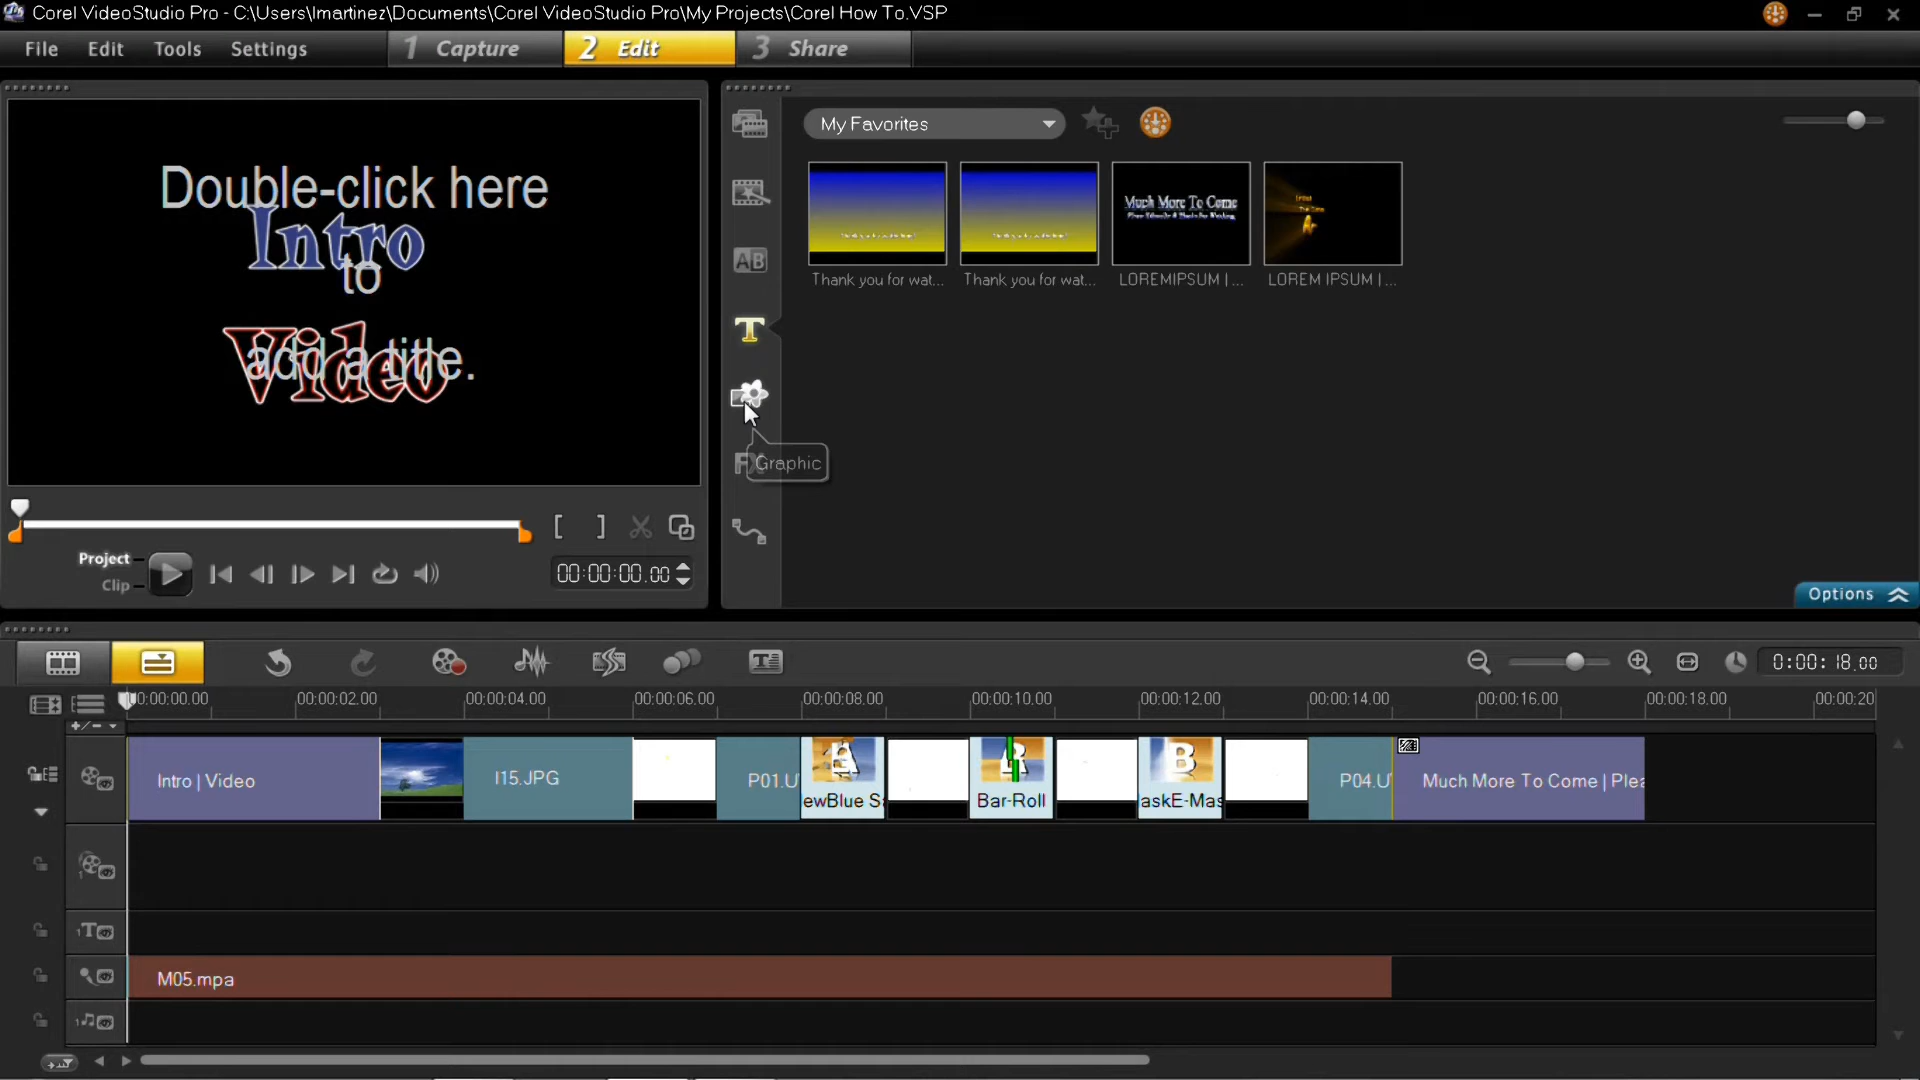 Corel VideoStudio Pro - C:\Users\lmartinez\Documents\Corel VideoStudio Pro\My Projects\Corel How To.VSP
File Edit Tools Settings 1 Capture 2 Edit 3 Share
My Favorites
Double-click here
Intro
to
Video
add a title.
Much More To Come
Thank you for wat...
Thank you for wat...
LOREMIPSUM | ...
LOREM IPSUM | ...
AB
T
Graphic
Project
Clip
00:00:00.00
Options
0:00:18.00
00:00:00.00 00:00:02.00 00:00:04.00 00:00:06.00 00:00:08.00 00:00:10.00 00:00:12.00 00:00:14.00 00:00:16.00 00:00:18.00 00:00:20
Intro | Video
I15.JPG
P01.U
A
ewBlue Sa
Bar-Roll
B
askE-Mas
P04.U
Much More To Come | Plea
1
1T
M05.mpa
1